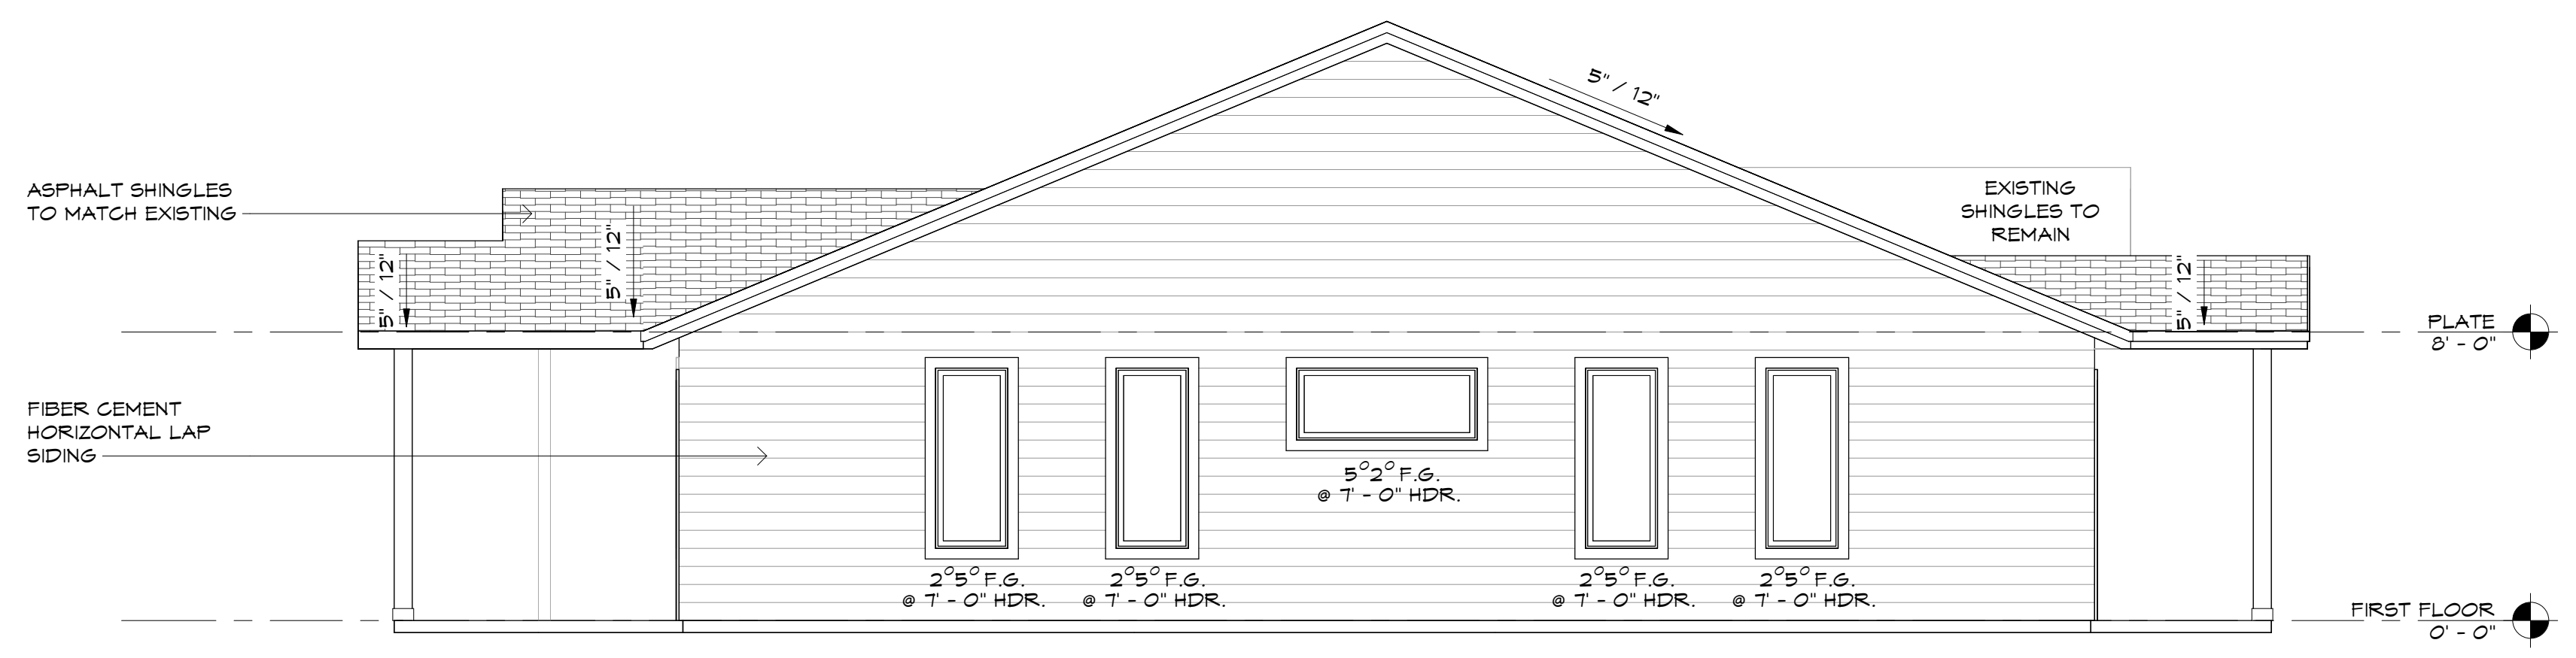 5" / 12"
ASPHALT SHINGLES
TO MATCH EXISTING
EXISTING
SHINGLES TO
REMAIN
5" / 12"
5" / 12"
5" / 12"
PLATE
8' - 0"
FIBER CEMENT
HORIZONTAL LAP
SIDING
5⁰2⁰ F.G.
@ 7' - 0" HDR.
2⁰5⁰ F.G.
@ 7' - 0" HDR.
2⁰5⁰ F.G.
@ 7' - 0" HDR.
2⁰5⁰ F.G.
@ 7' - 0" HDR.
2⁰5⁰ F.G.
@ 7' - 0" HDR.
FIRST FLOOR
0' - 0"